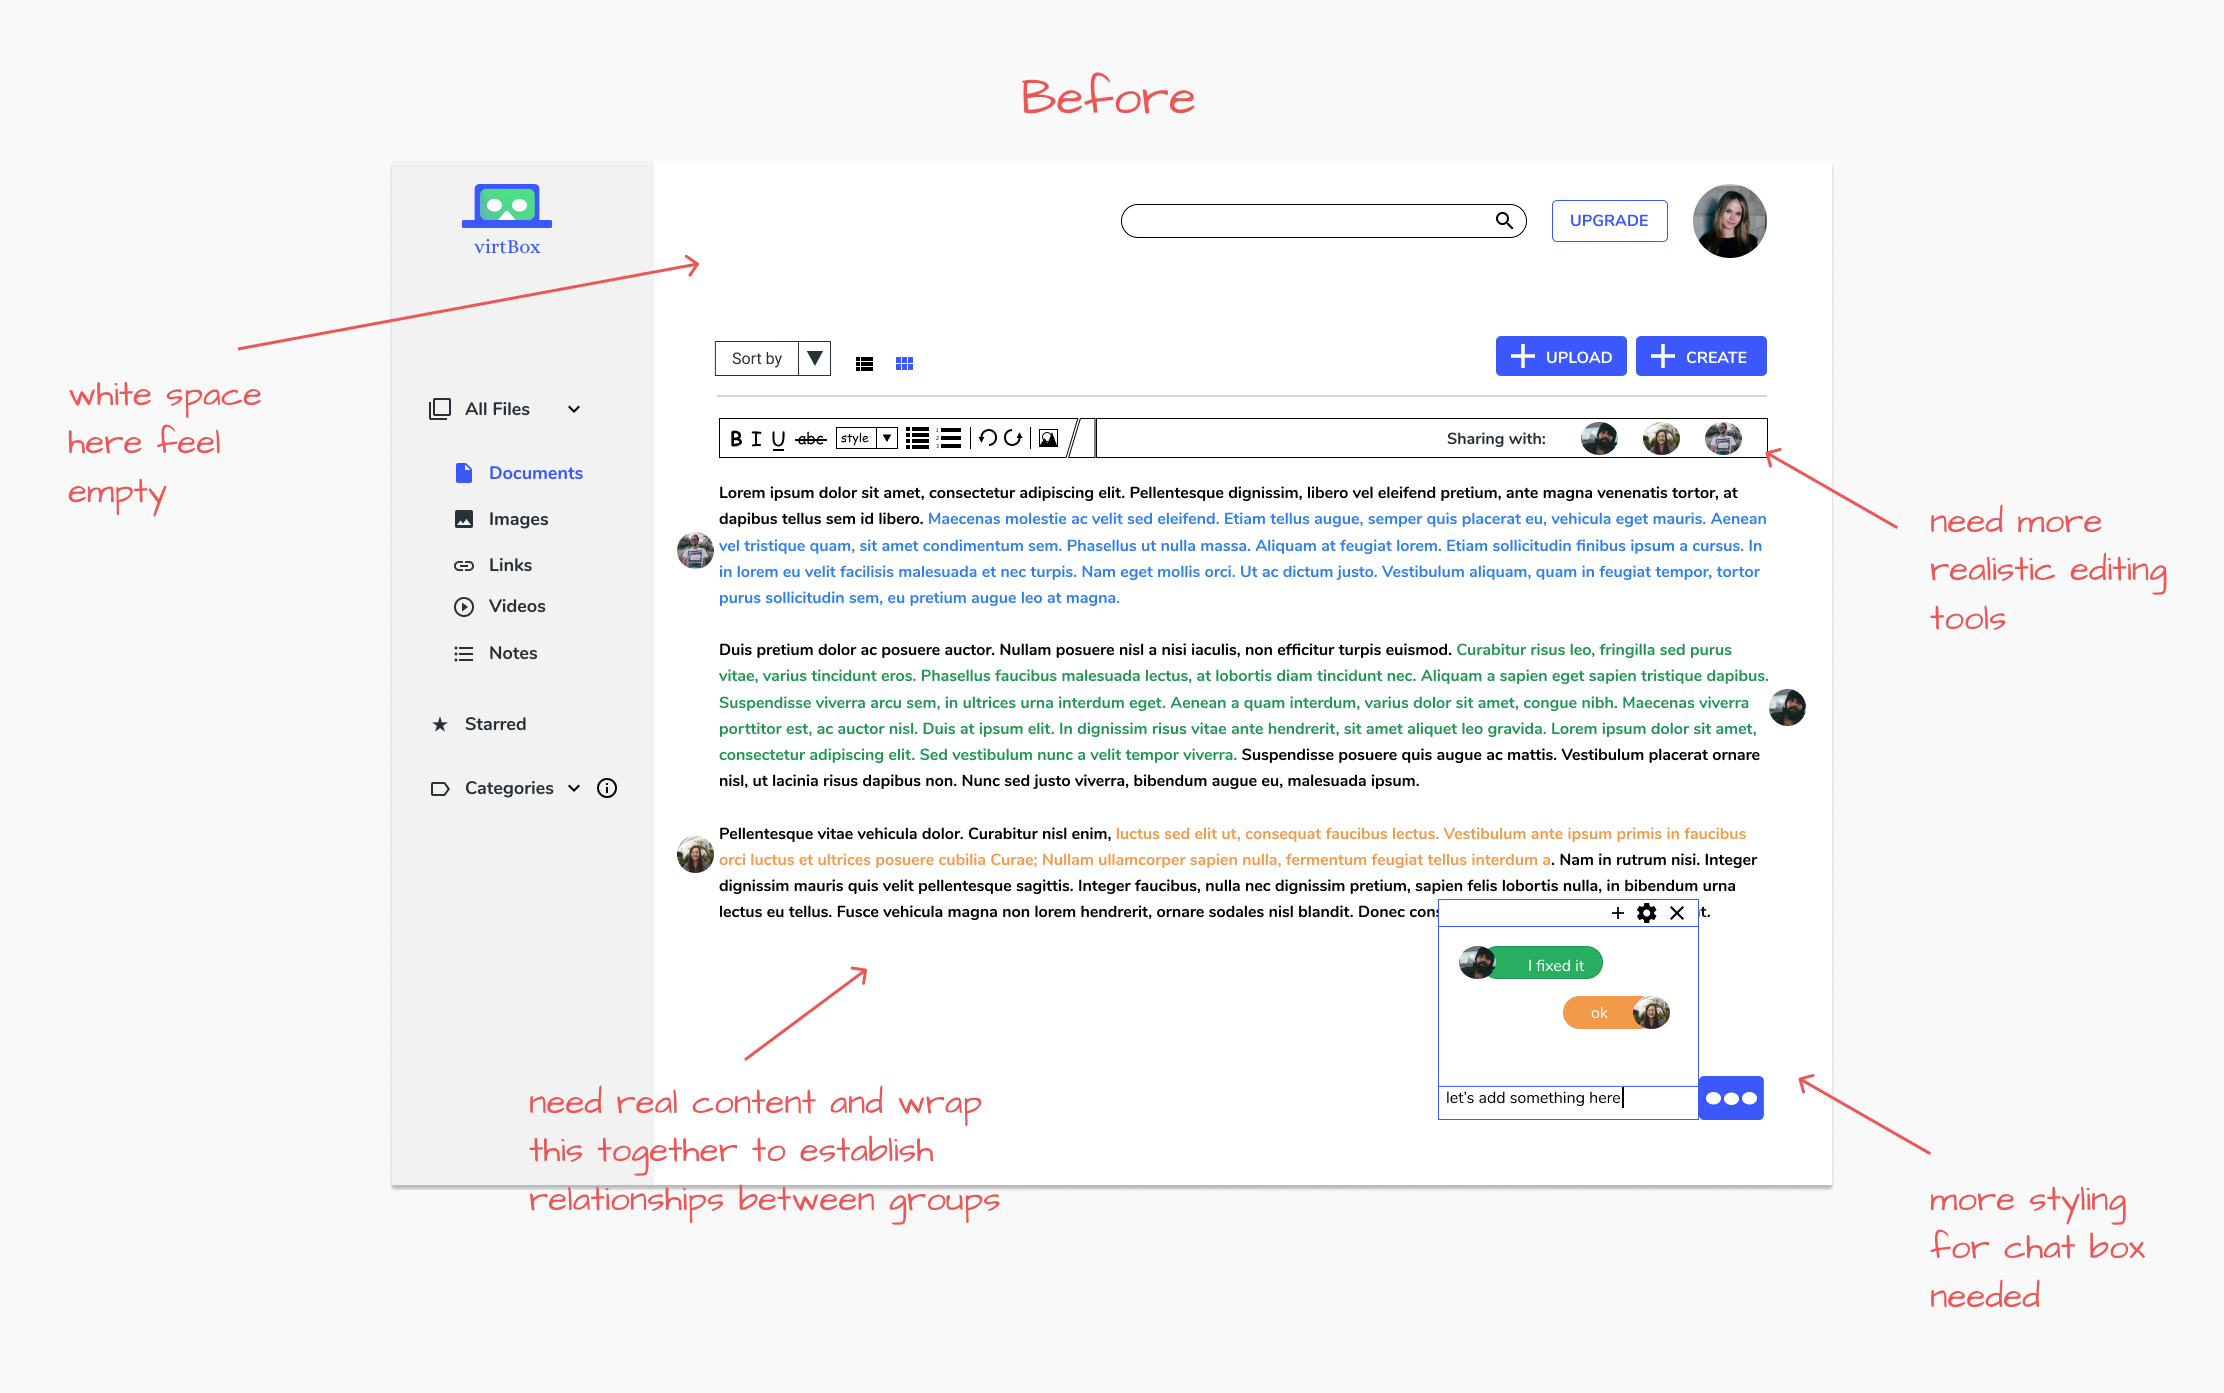 Before
virtBox
UPGRADE
white space
here feel
empty
Sort by
UPLOAD
CREATE
All Files
Documents
Images
Links
Videos
Notes
Starred
Categories
B I U abc style
1
2
3
Sharing with:
need more
realistic editing
tools
Lorem ipsum dolor sit amet, consectetur adipiscing elit. Pellentesque dignissim, libero vel eleifend pretium, ante magna venenatis tortor, at
dapibus tellus sem id libero. Maecenas molestie ac velit sed eleifend. Etiam tellus augue, semper quis placerat eu, vehicula eget mauris. Aenean
vel tristique quam, sit amet condimentum sem. Phasellus ut nulla massa. Aliquam at feugiat lorem. Etiam sollicitudin finibus ipsum a cursus. In
in lorem eu velit facilisis malesuada et nec turpis. Nam eget mollis orci. Ut ac dictum justo. Vestibulum aliquam, quam in feugiat tempor, tortor
purus sollicitudin sem, eu pretium augue leo at magna.
Duis pretium dolor ac posuere auctor. Nullam posuere nisl a nisi iaculis, non efficitur turpis euismod. Curabitur risus leo, fringilla sed purus
vitae, varius tincidunt eros. Phasellus faucibus malesuada lectus, at lobortis diam tincidunt nec. Aliquam a sapien eget sapien tristique dapibus.
Suspendisse viverra arcu sem, in ultrices urna interdum eget. Aenean a quam interdum, varius dolor sit amet, congue nibh. Maecenas viverra
porttitor est, ac auctor nisl. Duis at ipsum elit. In dignissim risus vitae ante hendrerit, sit amet aliquet leo gravida. Lorem ipsum dolor sit amet,
consectetur adipiscing elit. Sed vestibulum nunc a velit tempor viverra. Suspendisse posuere quis augue ac mattis. Vestibulum placerat ornare
nisl, ut lacinia risus dapibus non. Nunc sed justo viverra, bibendum augue eu, malesuada ipsum.
Pellentesque vitae vehicula dolor. Curabitur nisl enim, luctus sed elit ut, consequat faucibus lectus. Vestibulum ante ipsum primis in faucibus
orci luctus et ultrices posuere cubilia Curae; Nullam ullamcorper sapien nulla, fermentum feugiat tellus interdum a. Nam in rutrum nisi. Integer
dignissim mauris quis velit pellentesque sagittis. Integer faucibus, nulla nec dignissim pretium, sapien felis lobortis nulla, in bibendum urna
lectus eu tellus. Fusce vehicula magna non lorem hendrerit, ornare sodales nisl blandit. Donec cons t.
I fixed it
ok
let's add something here
need real content and wrap
this together to establish
relationships between groups
more styling
for chat box
needed